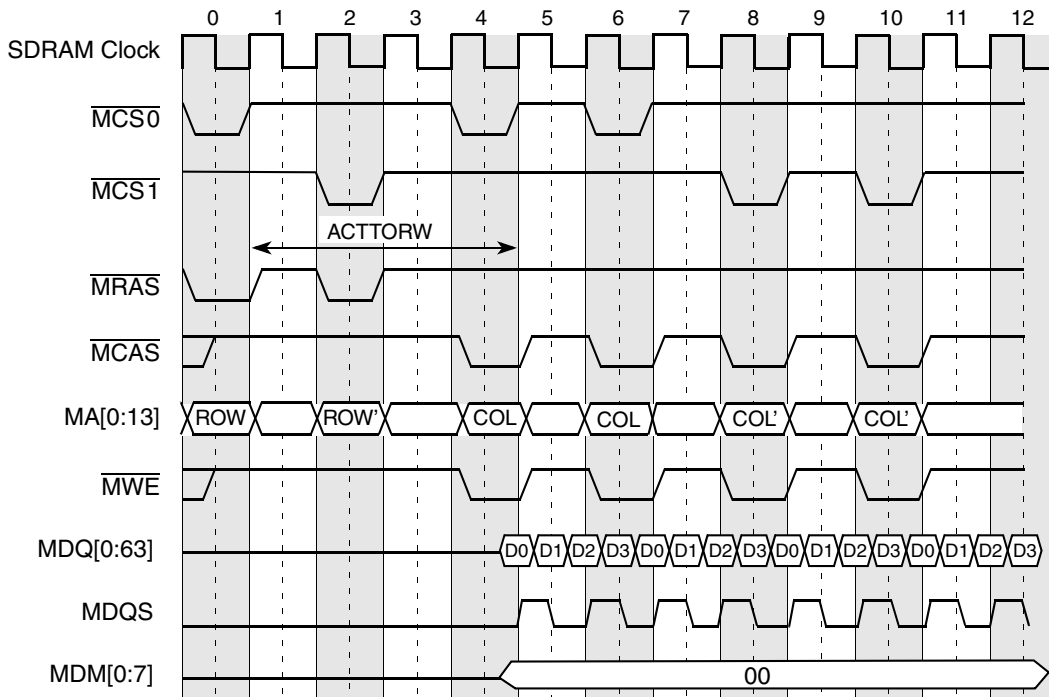 0 1 2 3 4 5 6 7 8 9 10 11 12
SDRAM Clock
MCS0
MCS1
ACTTORW
MRAS
MCAS
MA[0:13] ROW ROW' COL COL COL' COL'
MWE
MDQ[0:63] D0 D1 D2 D3 D0 D1 D2 D3 D0 D1 D2 D3 D0 D1 D2 D3
MDQS
MDM[0:7] 00